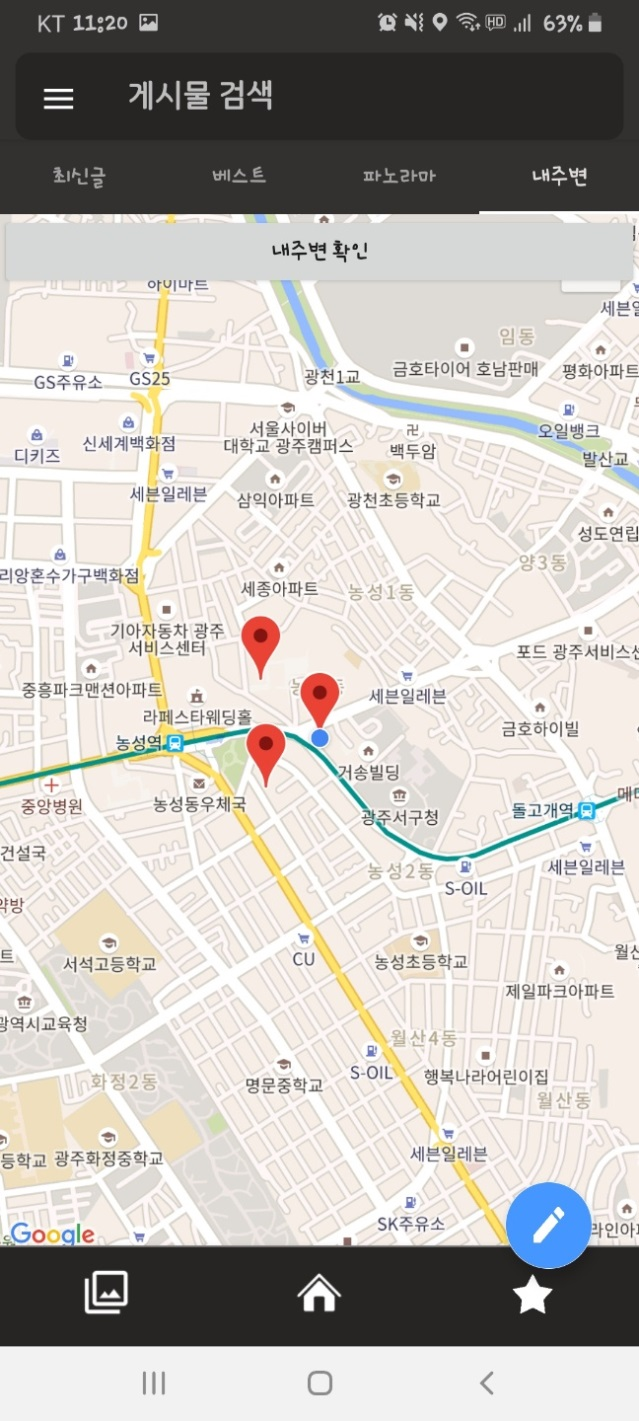 KT 11:20
HD 63%
게시물 검색
최신글 베스트 파노라마 내주변
내주변 확인
하이마트
세븐일
임동
금호타이어 호남판매
평화아파트
광천1교
GS주유소
GS25
서울사이버
대학교 광주캠퍼스
백두암
오일뱅크
신세계백화점
디키즈
발산교
세븐일레븐
삼익아파트
광천초등학교
성도연립
양3동
리앙혼수가구백화점
세종아파트
농성1동
기아자동차 광주
서비스센터
포드 광주서비스센
중흥파크맨션아파트
세븐일레븐
라페스타웨딩홀
금호하이빌
농성역
거송빌딩
메디
중앙병원
농성동우체국
광주서구청
돌고개역
건설국
농성2동
세븐일레븐
S-OIL
약방
월산
트
서석고등학교
CU
농성초등학교
제일파크아파트
광역시교육청
월산4동
화정2동
명문중학교
S-OIL
행복나라어린이집
월산동
등학교
광주화정중학교
세븐일레븐
SK주유소
라인아파
Google